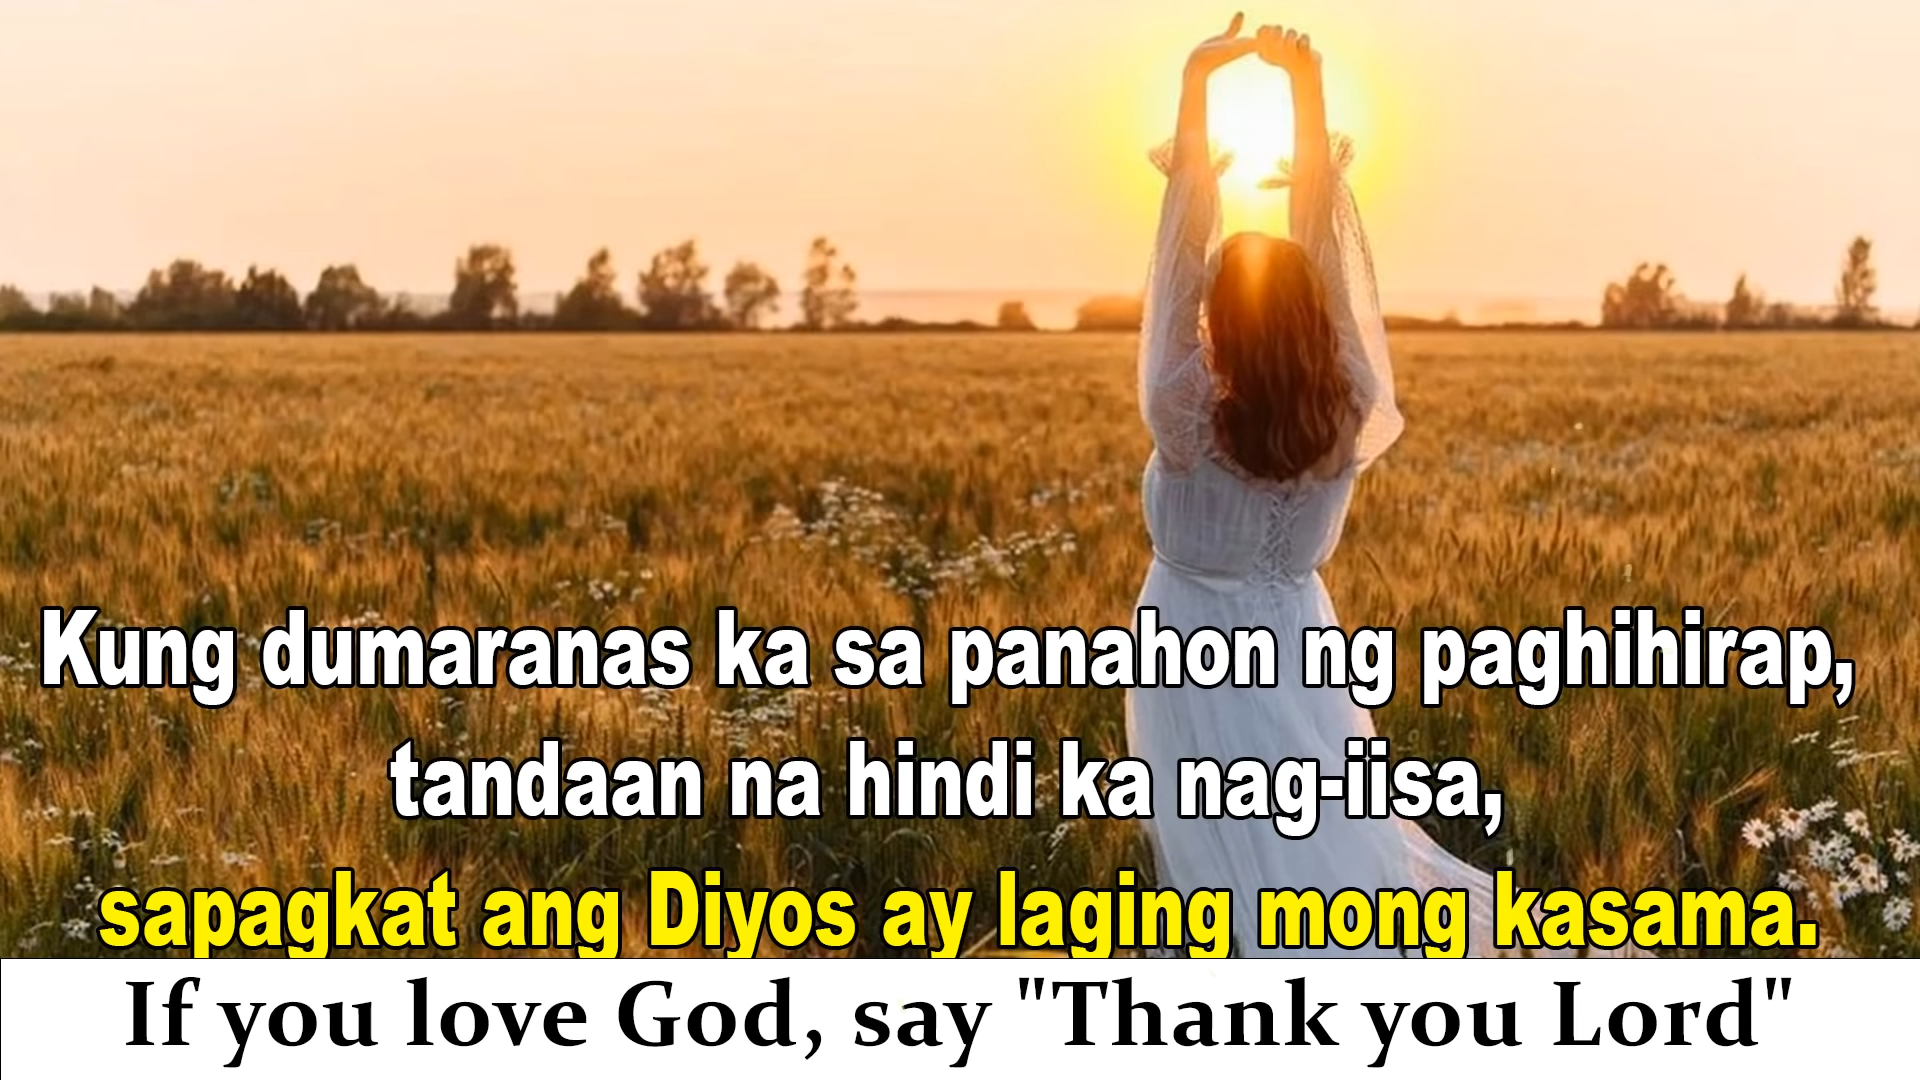 Kung dumaranas ka sa panahon ng paghihirap,
tandaan na hindi ka nag-iisa,
sapagkat ang Diyos ay laging mong kasama.
If you love God, say "Thank you Lord"